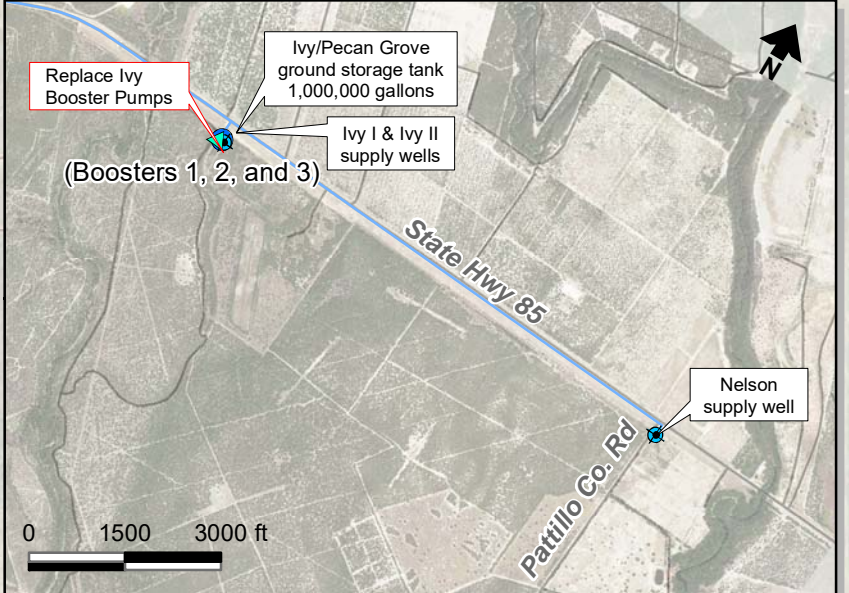 Ivy/Pecan Grove
ground storage tank
1,000,000 gallons
N
Replace Ivy
Booster Pumps
Ivy I & Ivy II
supply wells
(Boosters 1, 2, and 3)
State Hwy 85
Nelson
supply well
Pattillo Co. Rd
0 1500 3000 ft